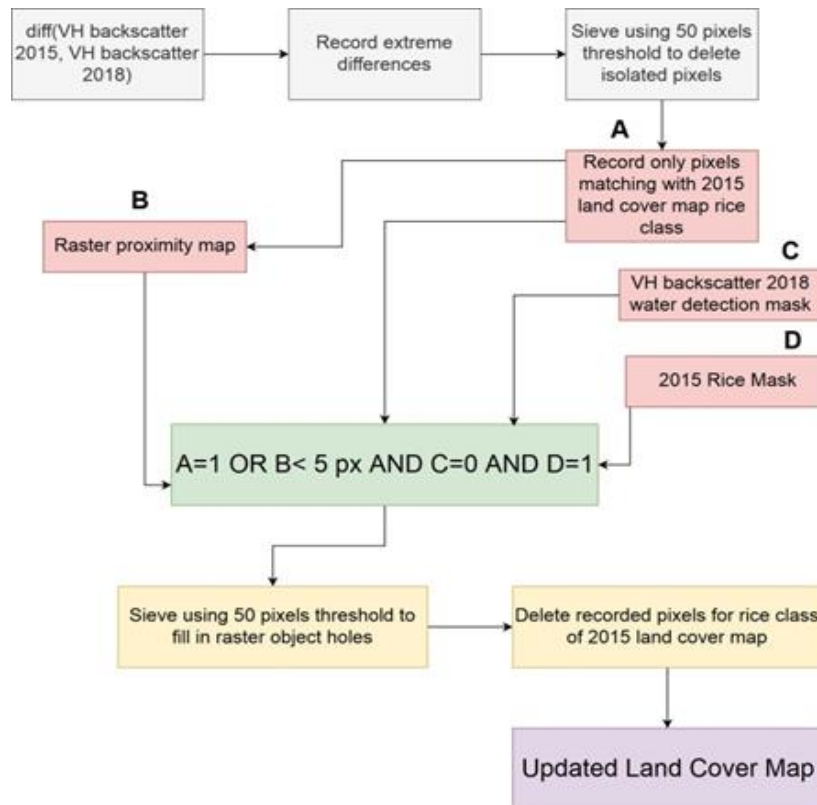 diff(VH backscatter
2015, VH backscatter
2018)
Record extreme
differences
Sieve using 50 pixels
threshold to delete
isolated pixels
A
Record only pixels
matching with 2015
land cover map rice
class
B
Raster proximity map
C
VH backscatter 2018
water detection mask
D
2015 Rice Mask
A=1 OR B< 5 px AND C=0 AND D=1
Sieve using 50 pixels threshold to
fill in raster object holes
Delete recorded pixels for rice class
of 2015 land cover map
Updated Land Cover Map